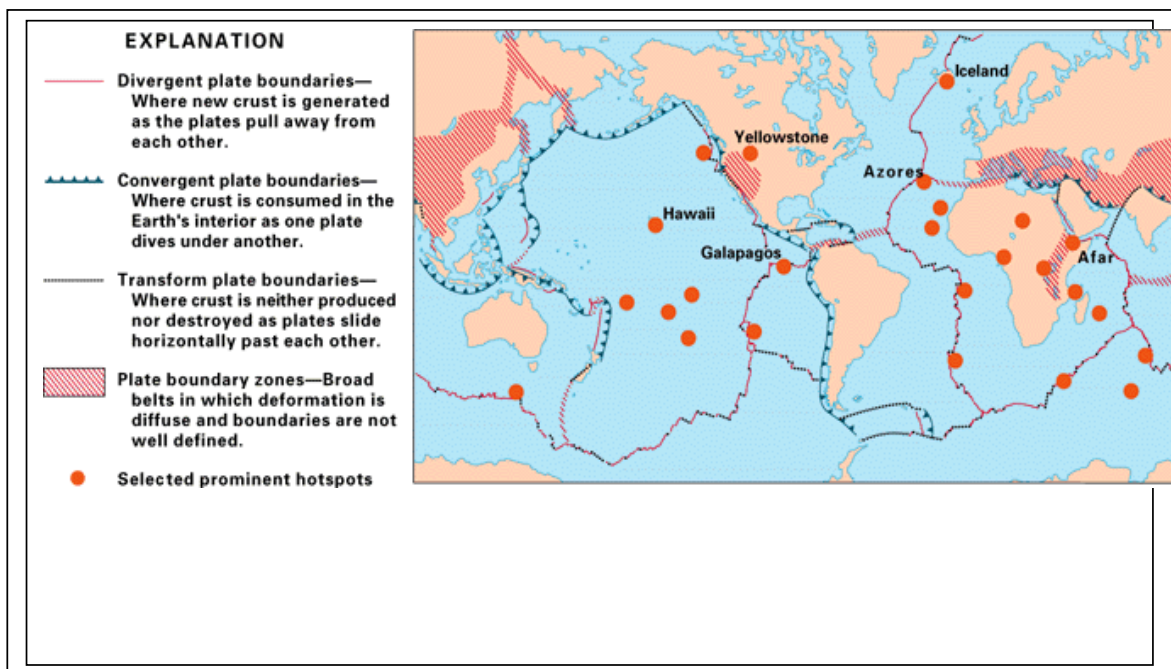 EXPLANATION
Divergent plate boundaries—
Where new crust is generated
as the plates pull away from
each other.
Convergent plate boundaries—
Where crust is consumed in the
Earth's interior as one plate
dives under another.
Transform plate boundaries—
Where crust is neither produced
nor destroyed as plates slide
horizontally past each other.
Plate boundary zones—Broad
belts in which deformation is
diffuse and boundaries are not
well defined.
Selected prominent hotspots
Iceland
Yellowstone
Azores
Hawaii
Galapagos
Afar